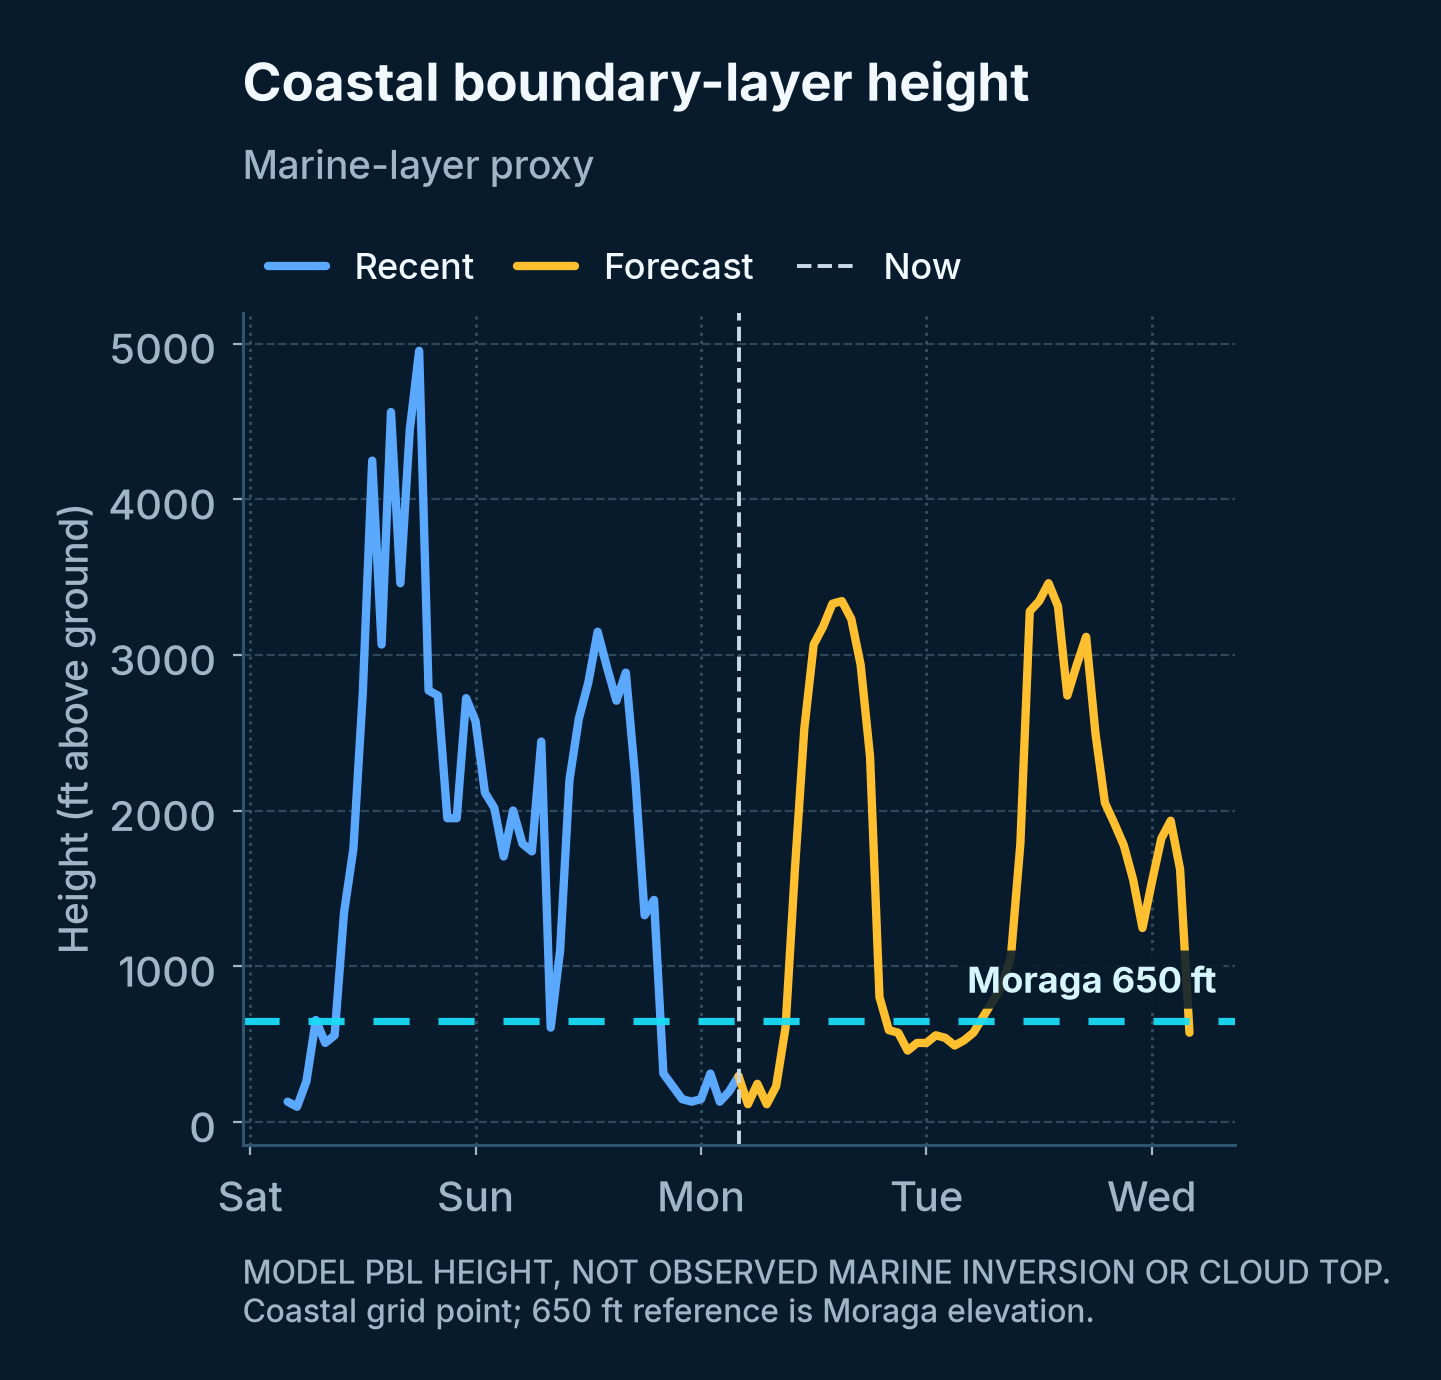 Coastal boundary-layer height
Marine-layer proxy
Recent
Forecast
Now
Height (ft above ground)
5000
4000
3000
2000
1000
0
Moraga 650 ft
Sat
Sun
Mon
Tue
Wed
MODEL PBL HEIGHT, NOT OBSERVED MARINE INVERSION OR CLOUD TOP.
Coastal grid point; 650 ft reference is Moraga elevation.